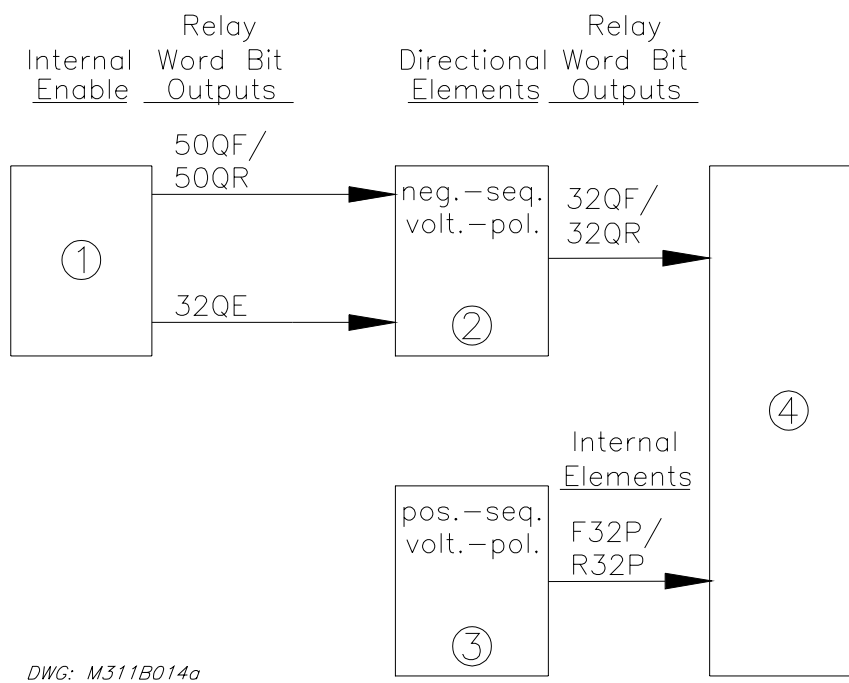 Internal
Enable
Relay
Word Bit
Outputs
Directional
Elements
Relay
Word Bit
Outputs
50QF/
50QR
32QE
①
neg.–seq.
volt.–pol.
②
32QF/
32QR
④
Internal
Elements
pos.–seq.
volt.–pol.
③
F32P/
R32P
DWG: M311B014a